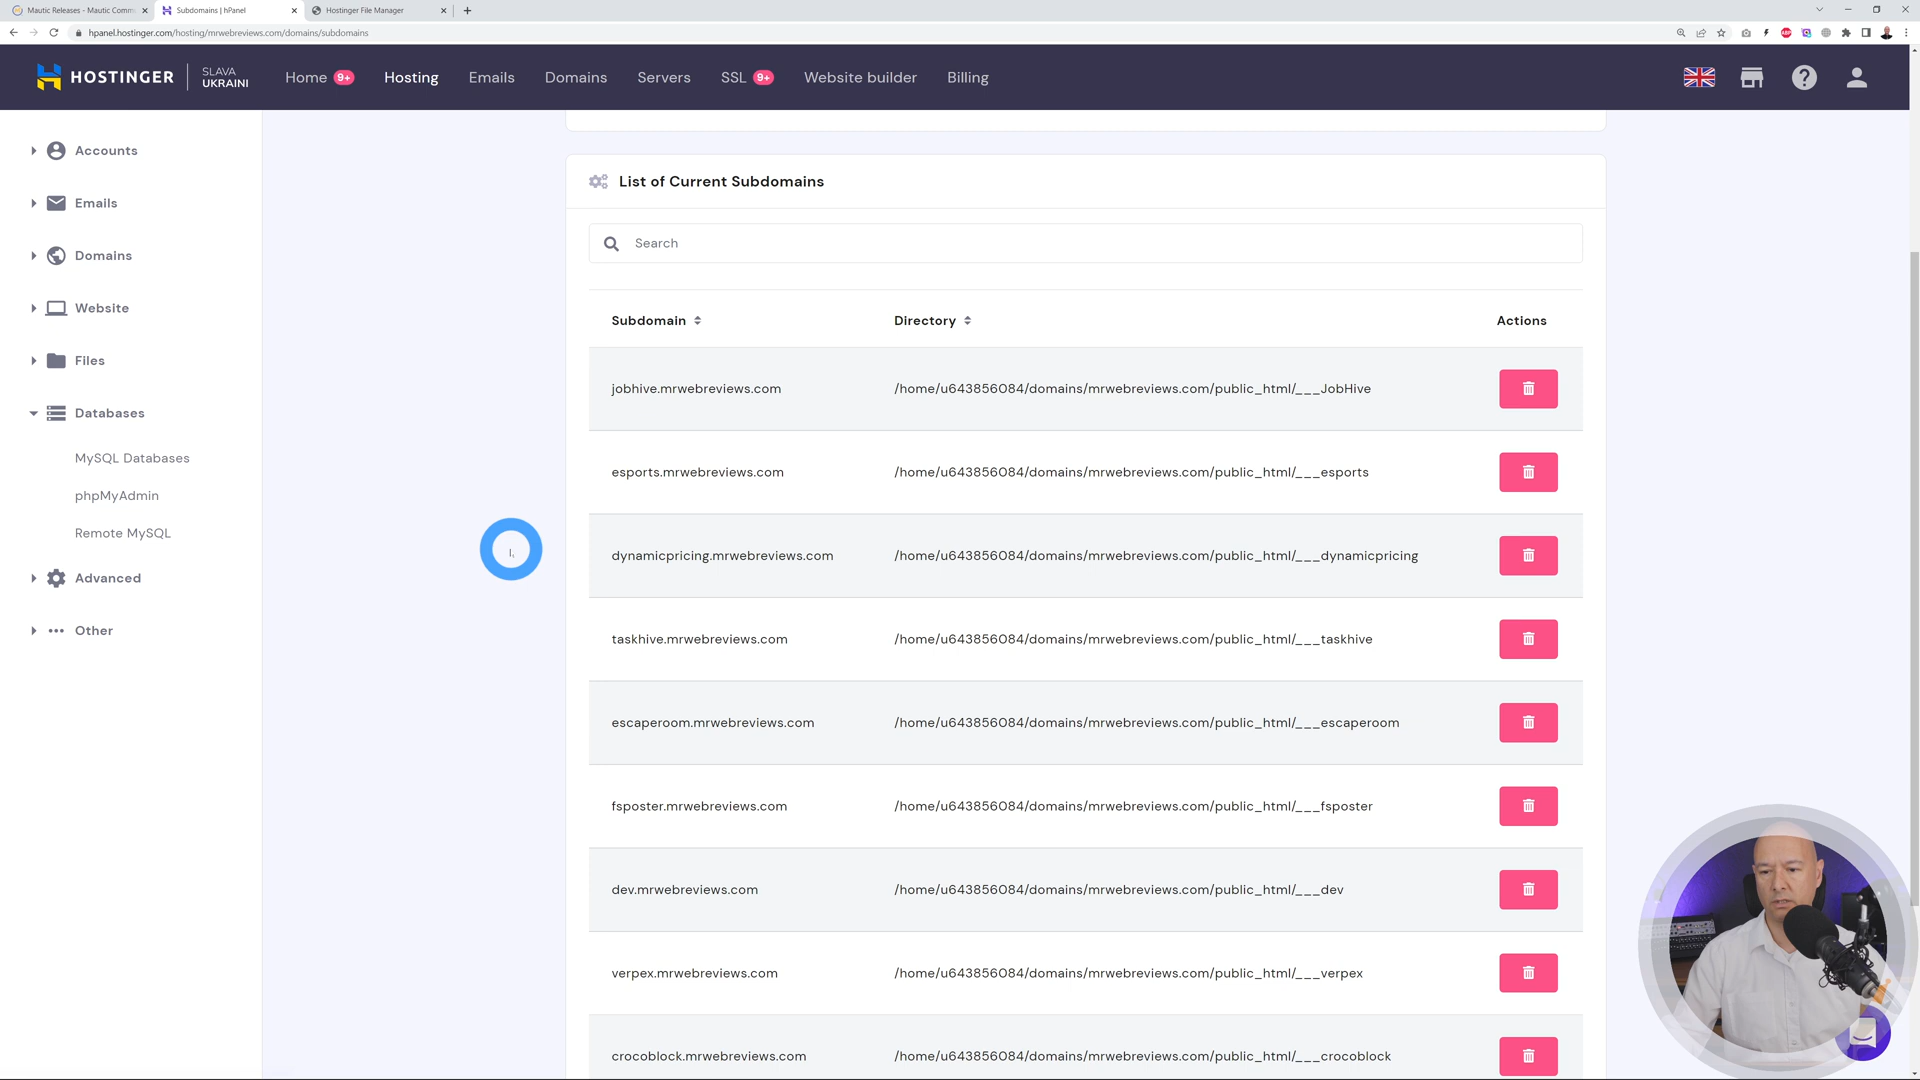 Mautic Releases - Mautic Comm
Subdomains | hPanel
Hostinger File Manager
hpanel.hostinger.com/hosting/mrwebreviews.com/domains/subdomains
HOSTINGER
SLAVA
UKRAINI
Home 9+
Hosting
Emails
Domains
Servers
SSL 9+
Website builder
Billing
Accounts
Emails
Domains
Website
Files
Databases
MySQL Databases
phpMyAdmin
Remote MySQL
Advanced
Other
List of Current Subdomains
Search
Subdomain Directory Actions
jobhive.mrwebreviews.com /home/u643856084/domains/mrwebreviews.com/public_html/___JobHive
esports.mrwebreviews.com /home/u643856084/domains/mrwebreviews.com/public_html/___esports
dynamicpricing.mrwebreviews.com /home/u643856084/domains/mrwebreviews.com/public_html/___dynamicpricing
taskhive.mrwebreviews.com /home/u643856084/domains/mrwebreviews.com/public_html/___taskhive
escaperoom.mrwebreviews.com /home/u643856084/domains/mrwebreviews.com/public_html/___escaperoom
fsposter.mrwebreviews.com /home/u643856084/domains/mrwebreviews.com/public_html/___fsposter
dev.mrwebreviews.com /home/u643856084/domains/mrwebreviews.com/public_html/___dev
verpex.mrwebreviews.com /home/u643856084/domains/mrwebreviews.com/public_html/___verpex
crocoblock.mrwebreviews.com /home/u643856084/domains/mrwebreviews.com/public_html/___crocoblock